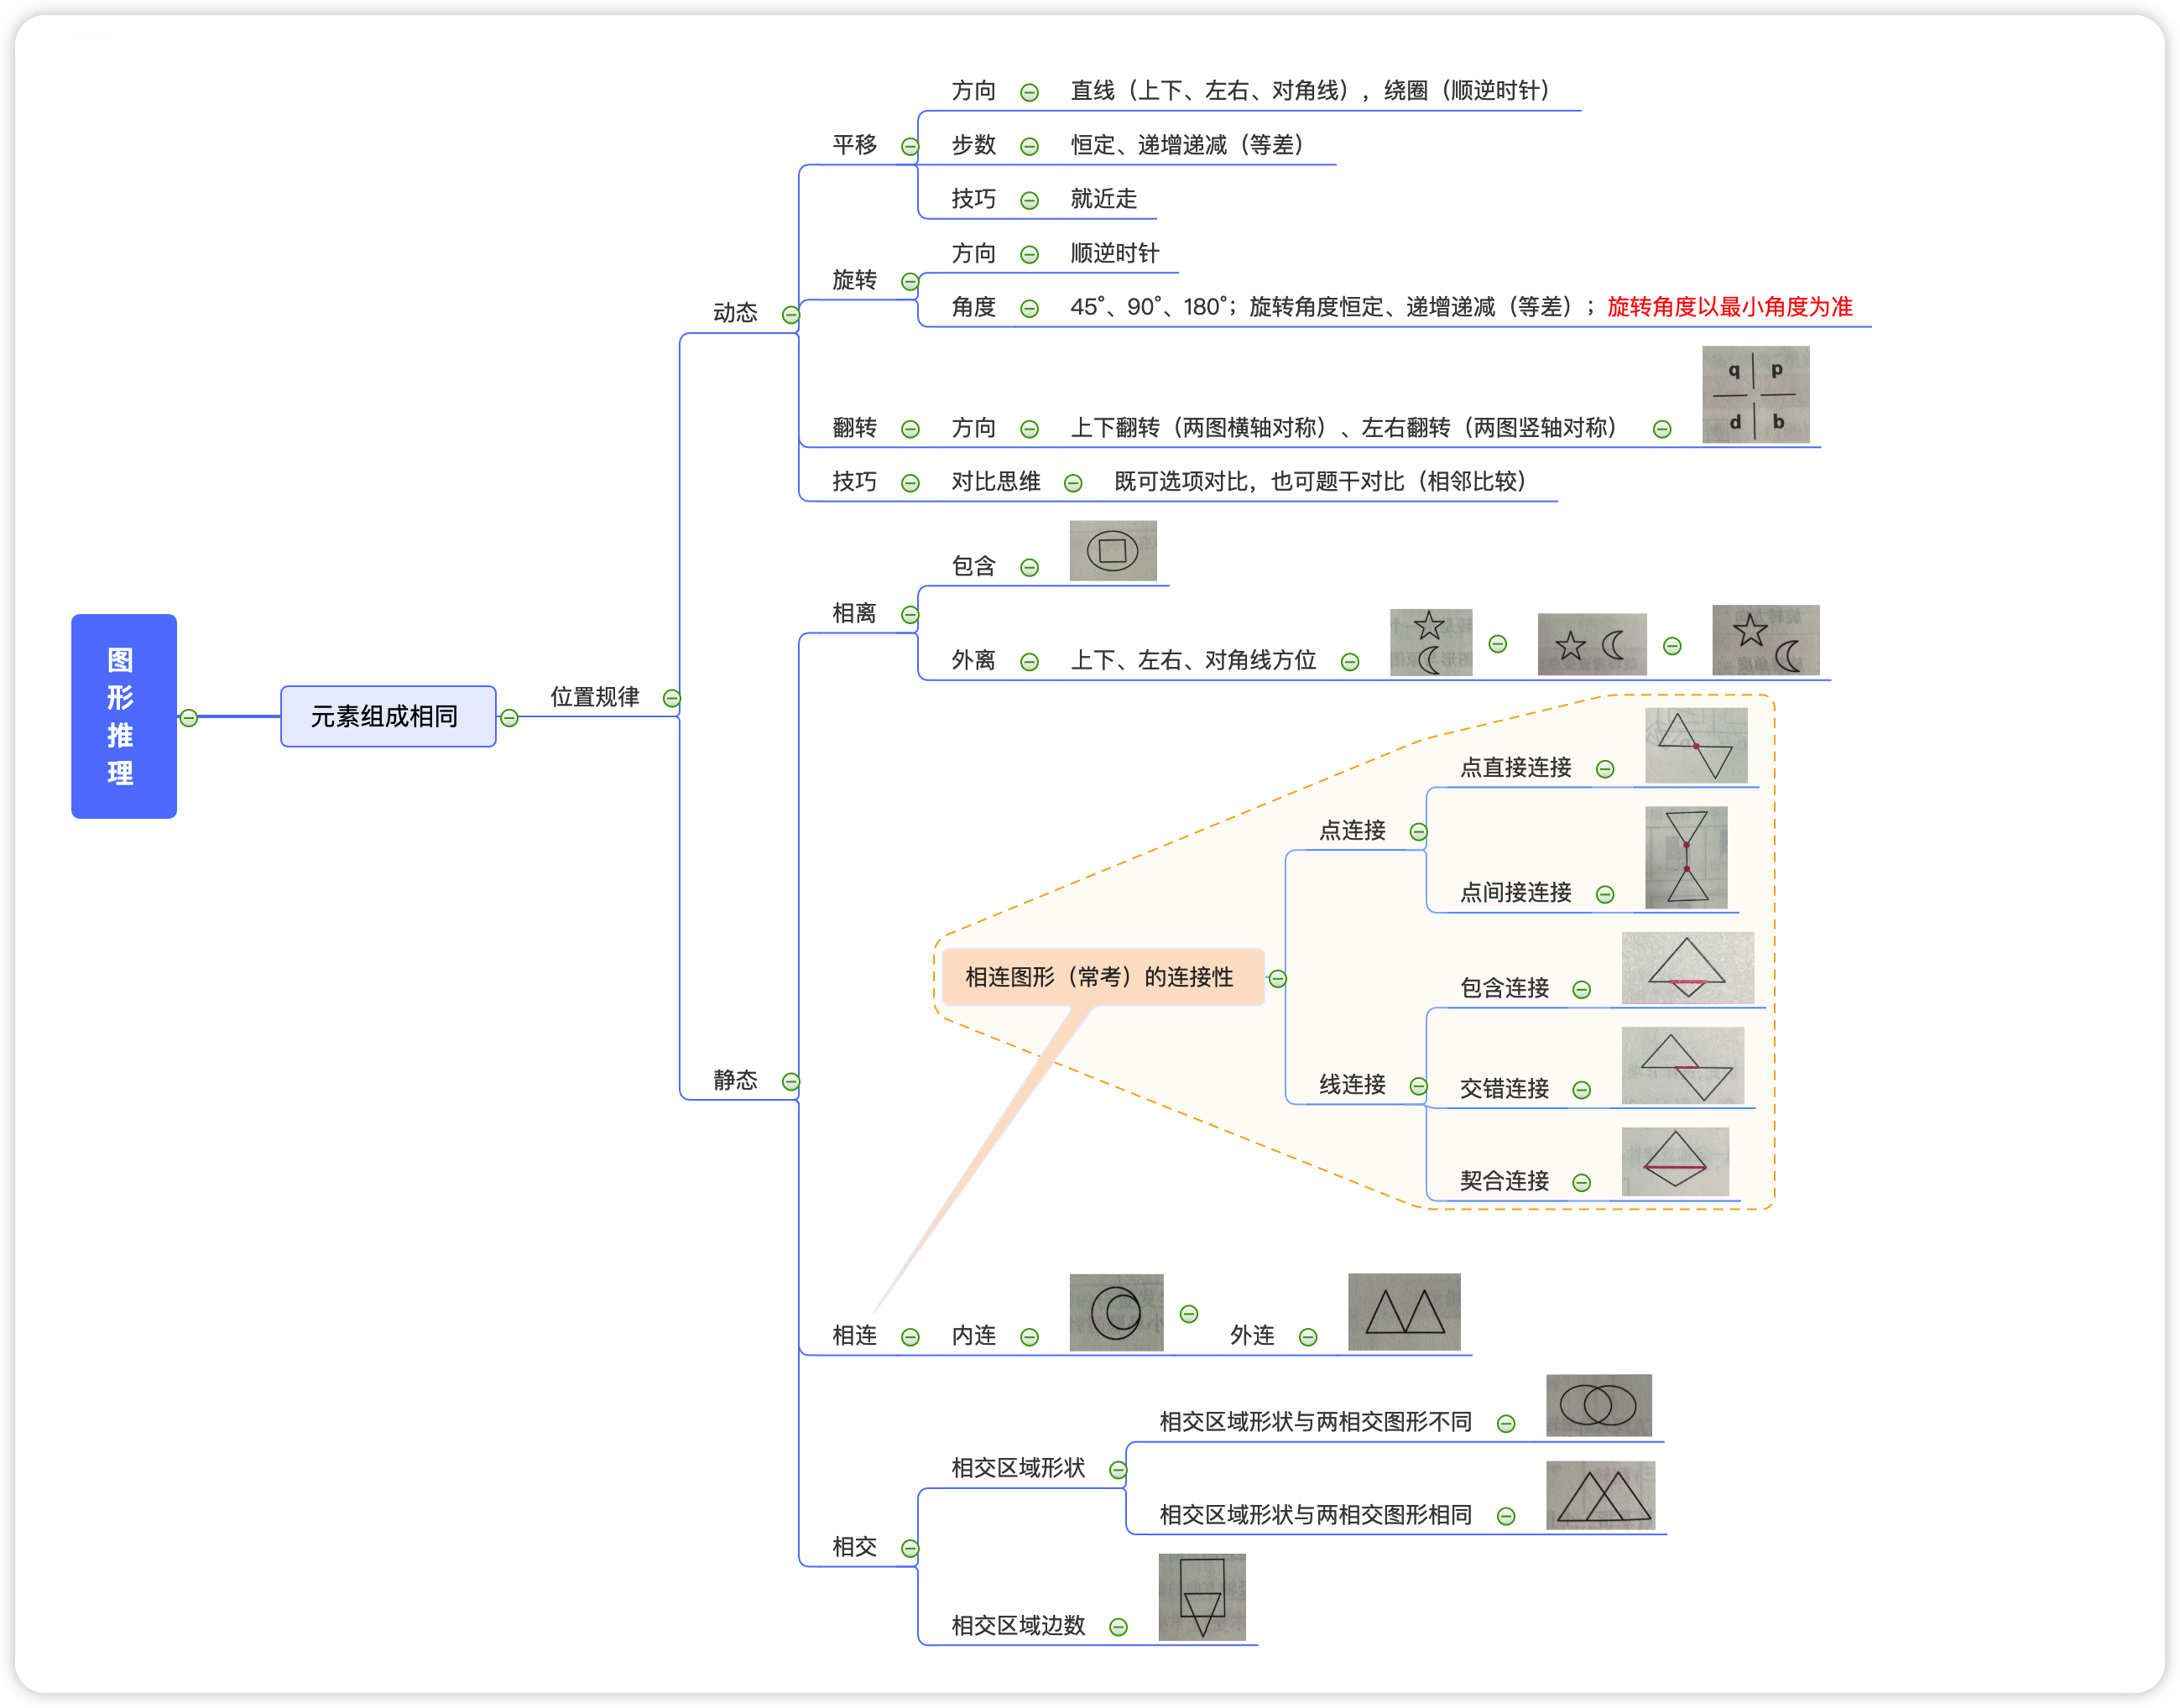 图
形
推
理
元素组成相同
位置规律
动态
平移
方向
直线（上下、左右、对角线），绕圈（顺逆时针）
步数
恒定、递增递减（等差）
技巧
就近走
旋转
方向
顺逆时针
角度
45°、90°、180°；旋转角度恒定、递增递减（等差）；旋转角度以最小角度为准
翻转
方向
上下翻转（两图横轴对称）、左右翻转（两图竖轴对称）
q p
d b
技巧
对比思维
既可选项对比，也可题干对比（相邻比较）
静态
相离
包含
外离
上下、左右、对角线方位
相连图形（常考）的连接性
点连接
点直接连接
点间接连接
线连接
包含连接
交错连接
契合连接
相连
内连
外连
相交
相交区域形状
相交区域形状与两相交图形不同
相交区域形状与两相交图形相同
相交区域边数